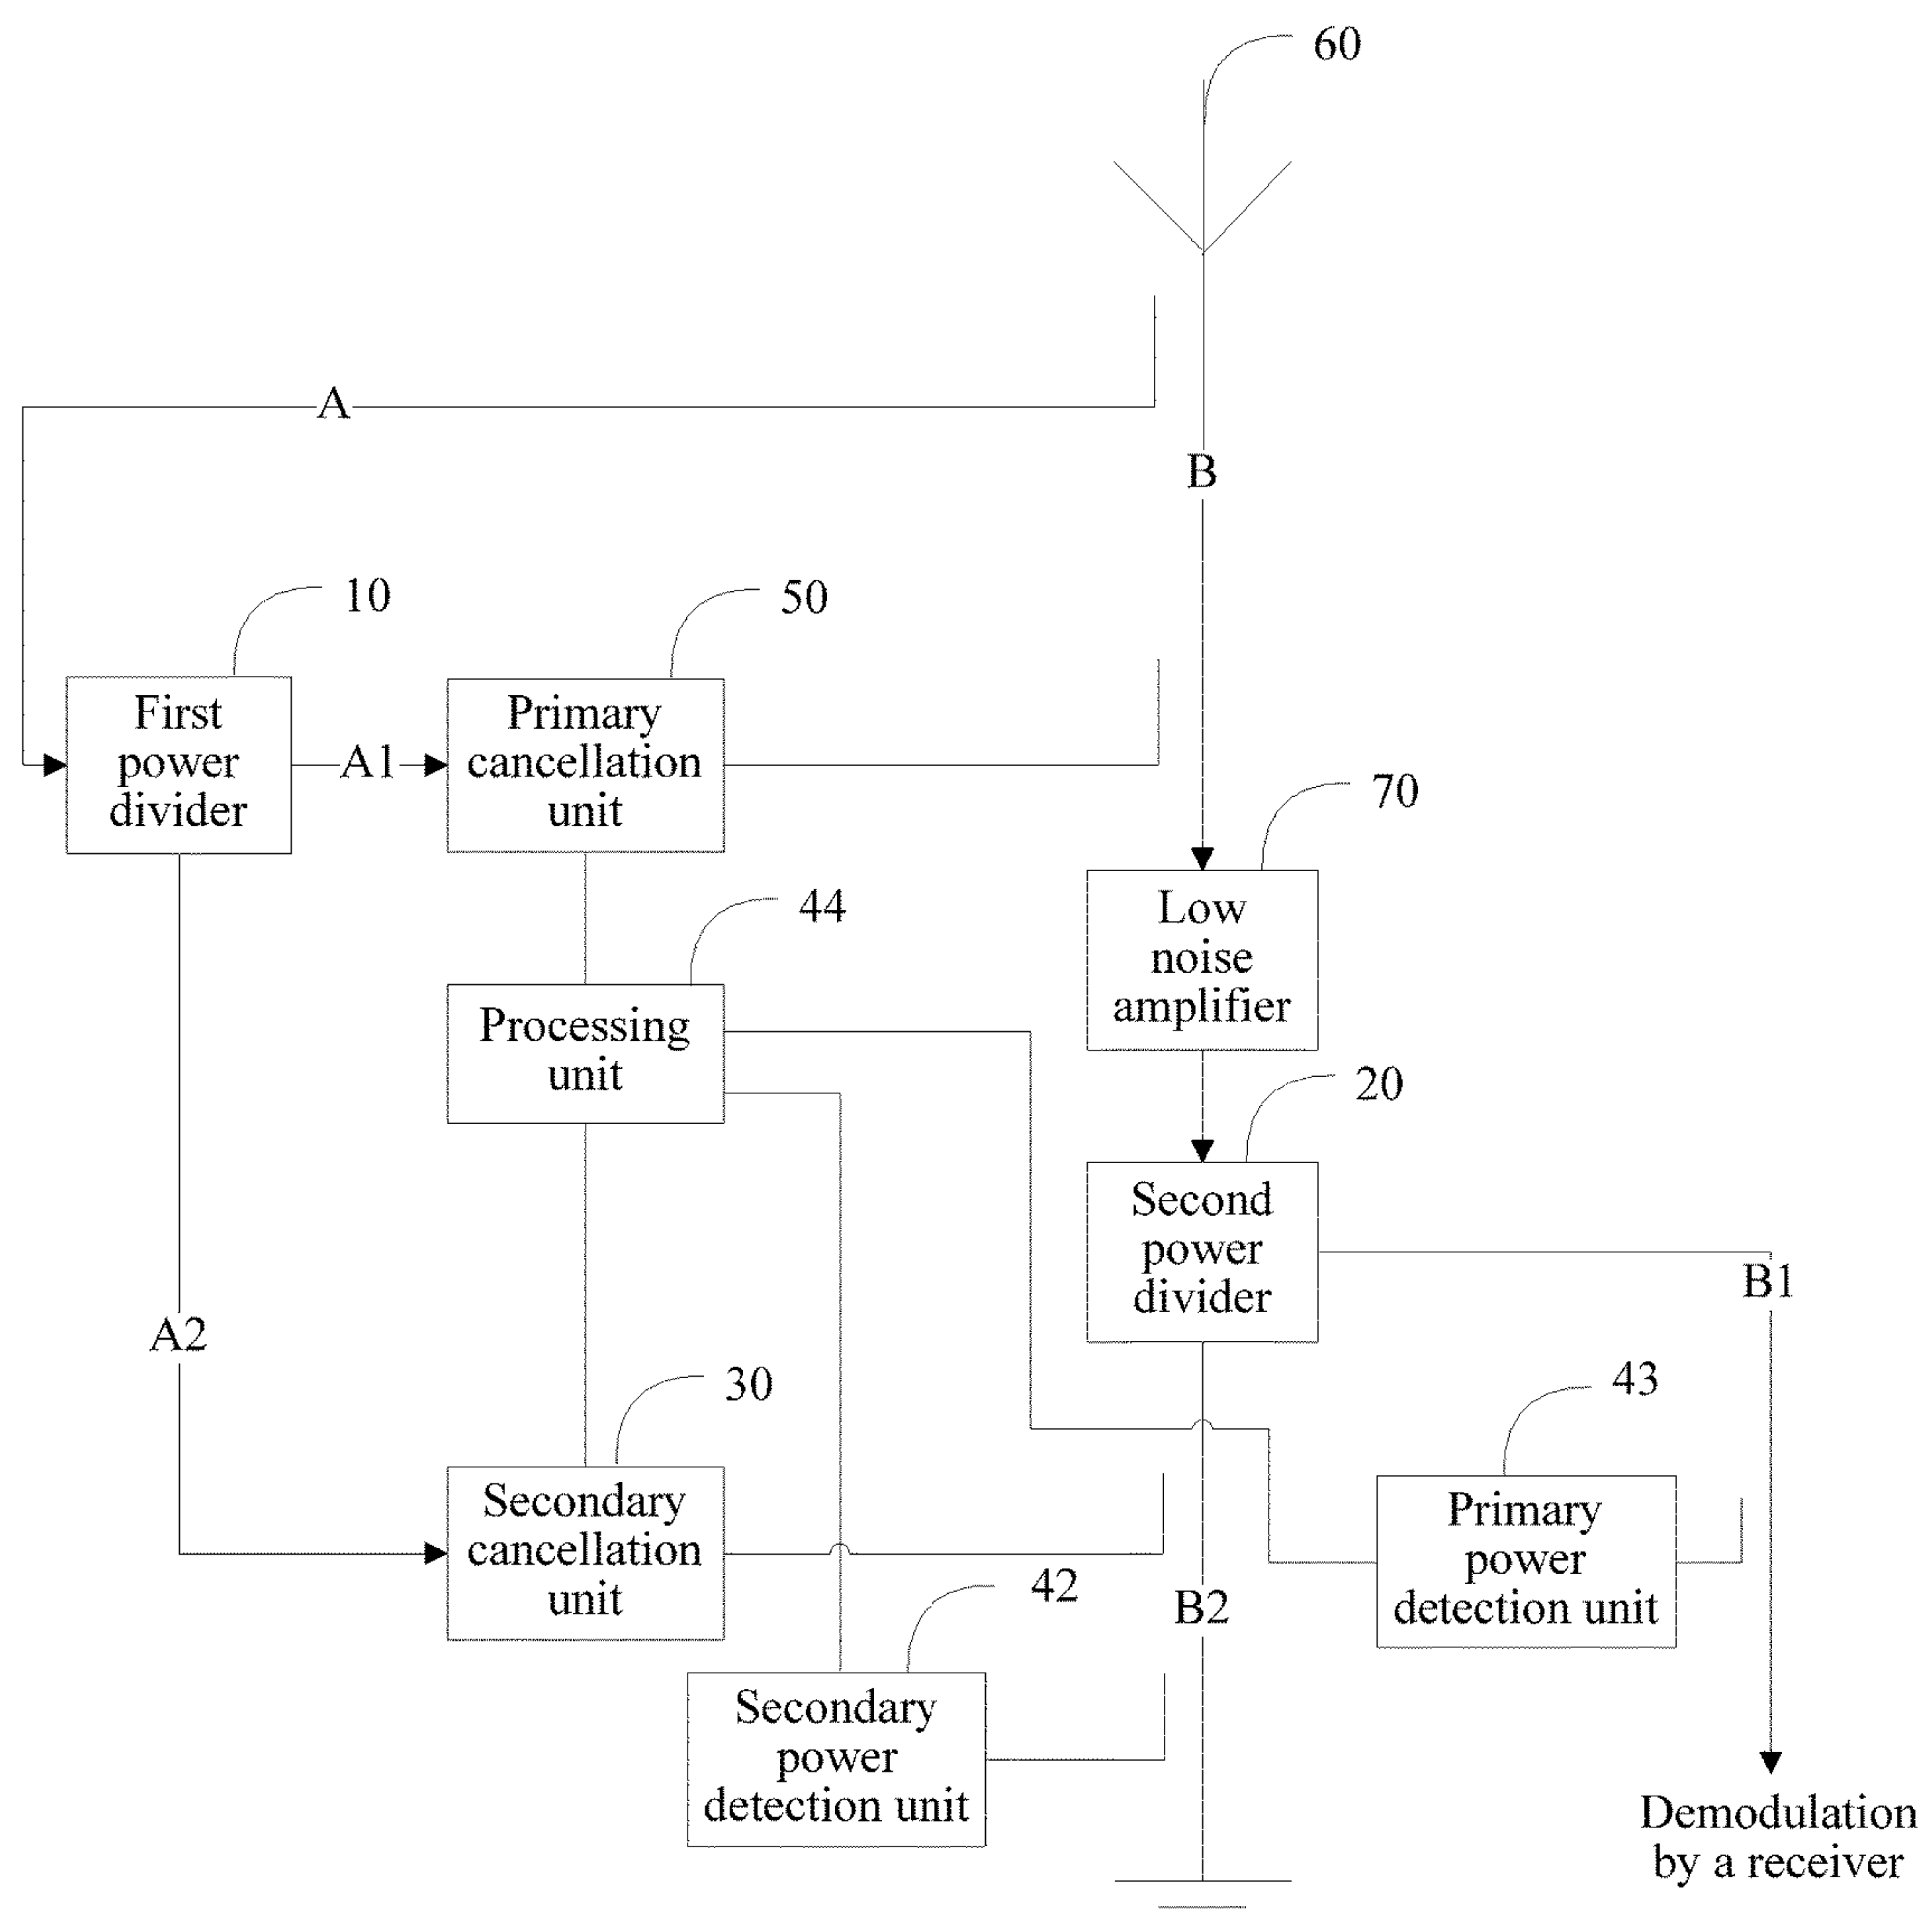 60
A
B
10
50
First
power
divider
A1
Primary
cancellation
unit
70
44
Low
noise
amplifier
Processing
unit
20
Second
power
divider
B1
A2
30
43
Secondary
cancellation
unit
Primary
power
detection unit
42
B2
Secondary
power
detection unit
Demodulation
by a receiver